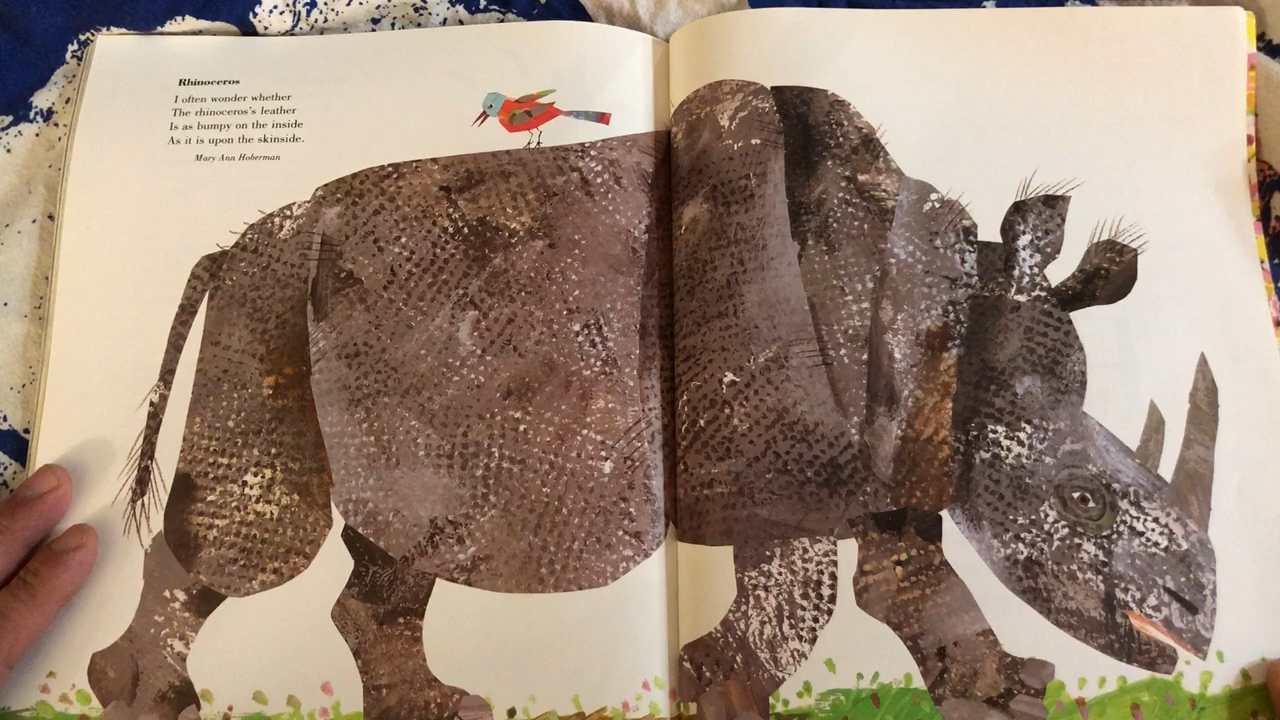 Rhinoceros
I often wonder whether
The rhinoceros's leather
Is as bumpy on the inside
As it is upon the skinside.
Mary Ann Hoberman